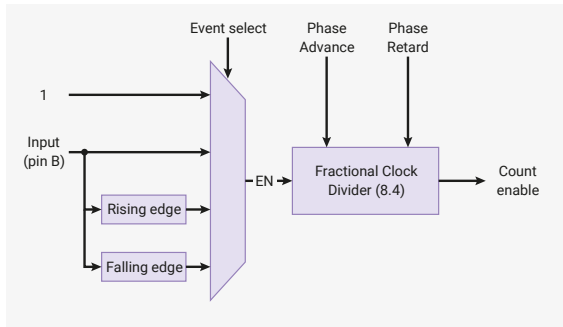 Event select
Phase
Advance
Phase
Retard
1
Input
(pin B)
EN
Fractional Clock
Divider (8.4)
Count
enable
Rising edge
Falling edge